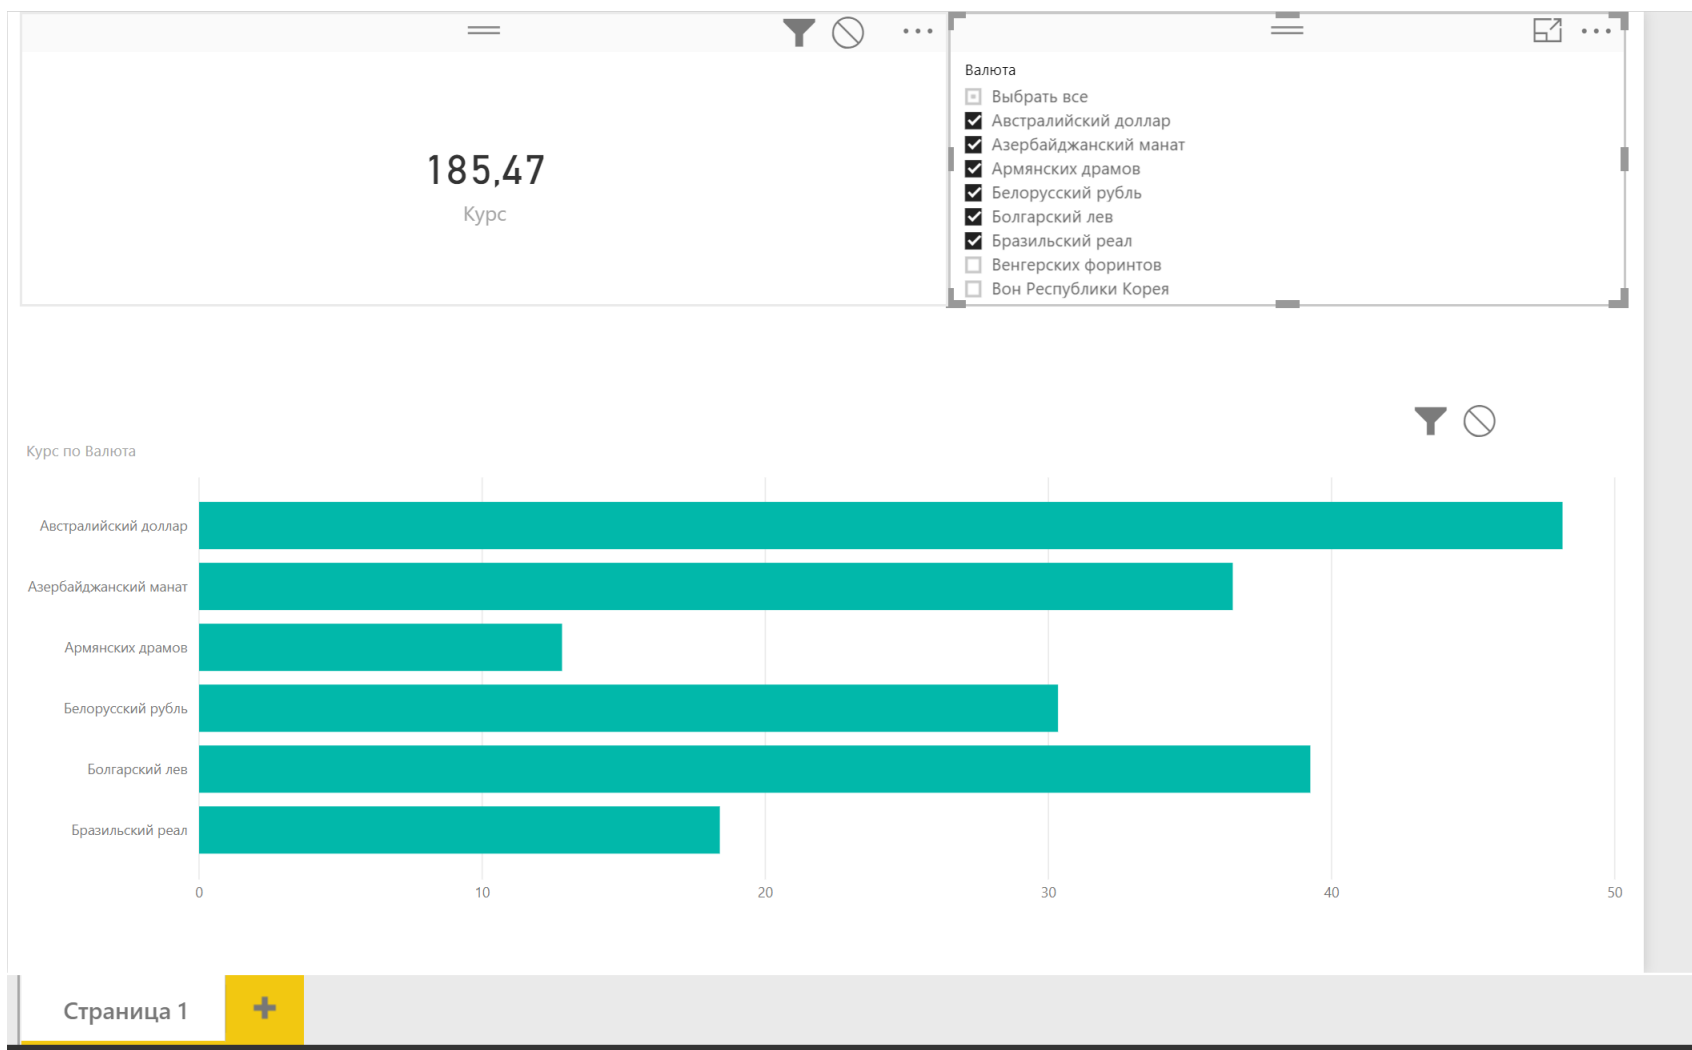 185,47
Курс
Валюта
Выбрать все
Австралийский доллар
Азербайджанский манат
Армянских драмов
Белорусский рубль
Болгарский лев
Бразильский реал
Венгерских форинтов
Вон Республики Корея
Курс по Валюта
Австралийский доллар
Азербайджанский манат
Армянских драмов
Белорусский рубль
Болгарский лев
Бразильский реал
0 10 20 30 40 50
Страница 1